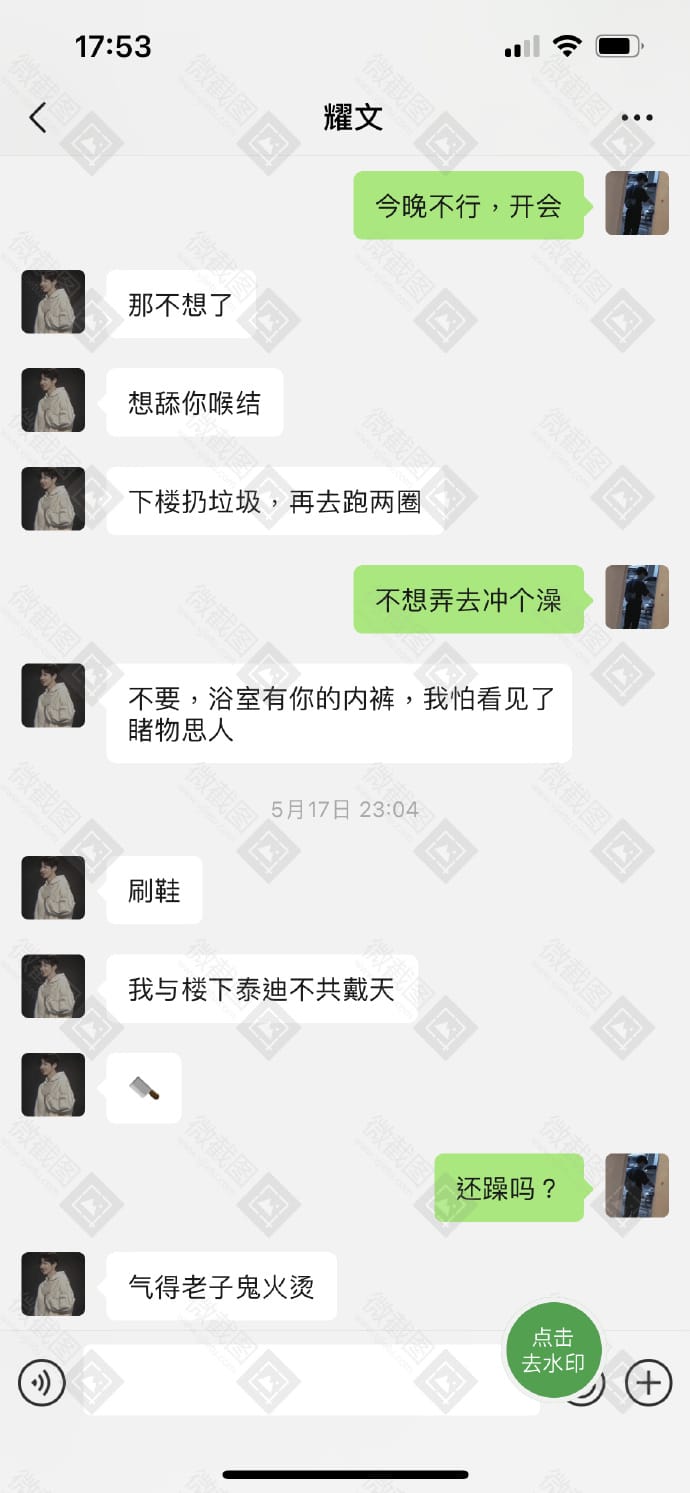 17:53
耀文
今晚不行，开会
那不想了
想舔你喉结
下楼扔垃圾，再去跑两圈
不想弄去冲个澡
不要，浴室有你的内裤，我怕看见了
睹物思人
5月17日 23:04
刷鞋
我与楼下泰迪不共戴天
还躁吗？
气得老子鬼火烫
点击
去水印
微截图